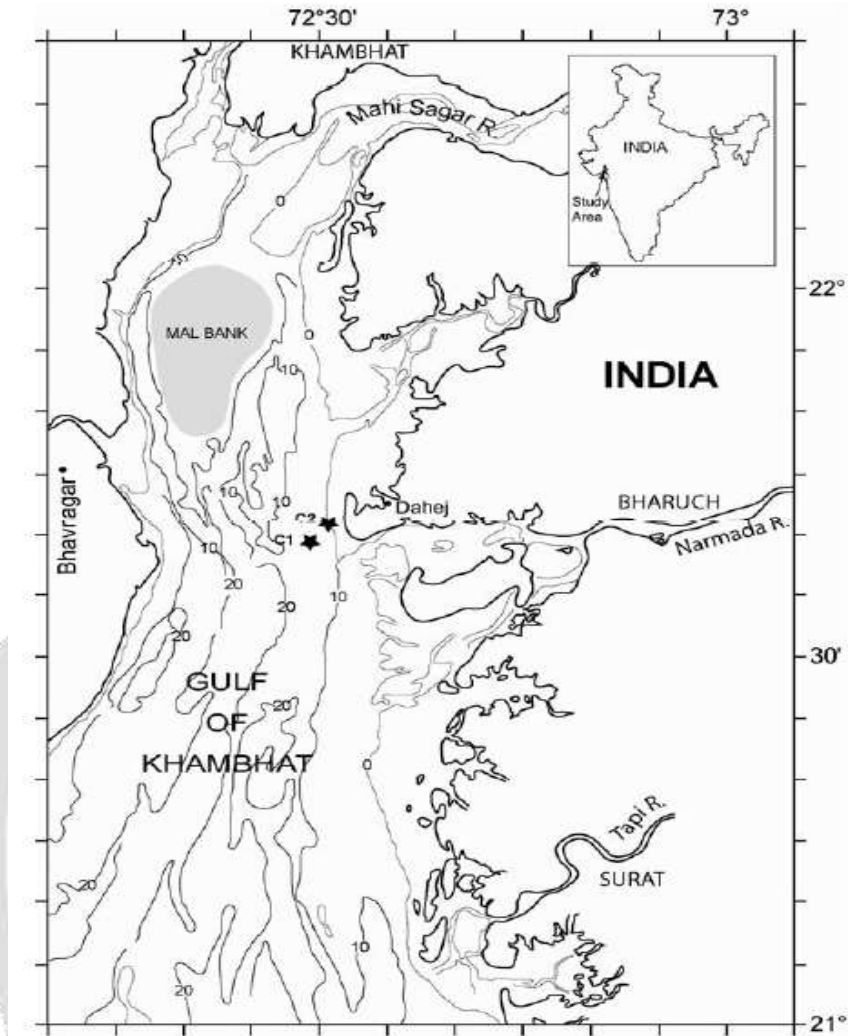 72°30'
73°
KHAMBHAT
Mahi Sagar R.
INDIA
Study
Area
0
5
22°
MAL BANK
0
10
INDIA
10
10
Bhavragar
C2
Dahej
BHARUCH
C1
Narmada R.
10
20
20
10
20
30'
GULF
20
OF
KHAMBHAT
0
Tapi R.
SURAT
20
10
20
21°